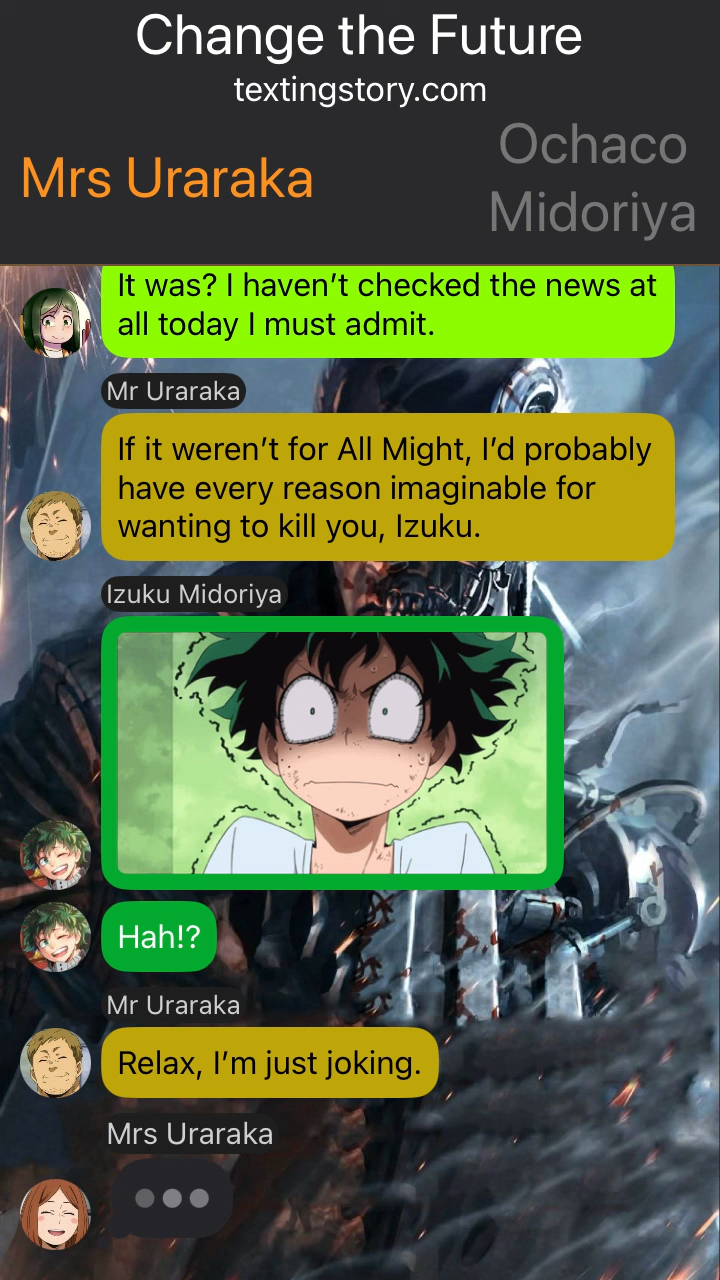 Change the Future
textingstory.com
Mrs Uraraka
Ochaco
Midoriya
It was? I haven’t checked the news at
all today I must admit.
Mr Uraraka
If it weren’t for All Might, I’d probably
have every reason imaginable for
wanting to kill you, Izuku.
Izuku Midoriya
Hah!?
Mr Uraraka
Relax, I’m just joking.
Mrs Uraraka